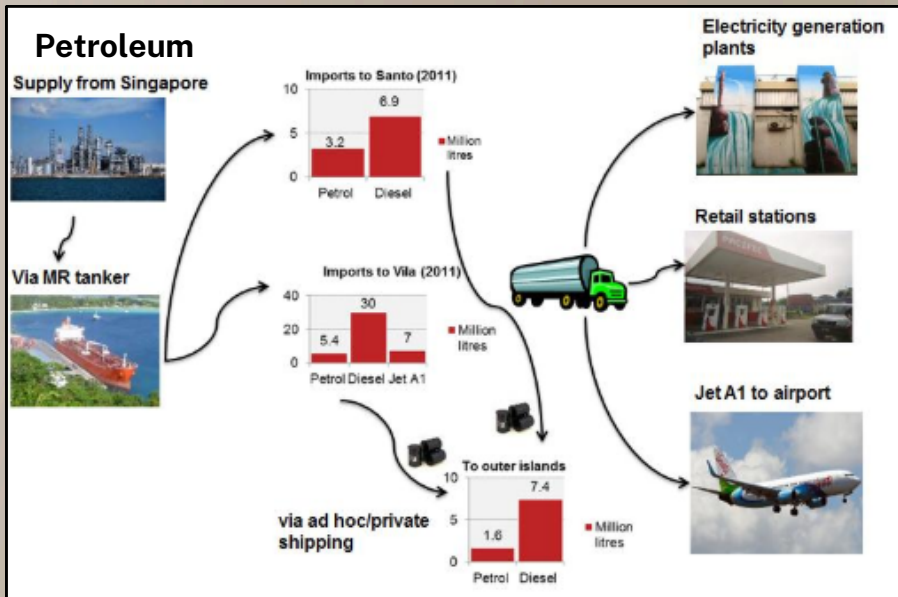 Petroleum
Supply from Singapore
Via MR tanker
Imports to Santo (2011)
10
5
0
3.2
6.9
Petrol
Diesel
Million
litres
Imports to Vila (2011)
40
20
0
5.4
30
7
Petrol
Diesel
Jet A1
Million
litres
via ad hoc/private
shipping
To outer islands
10
5
0
1.6
7.4
Petrol
Diesel
Million
litres
Electricity generation
plants
Retail stations
PACIFIC
Jet A1 to airport